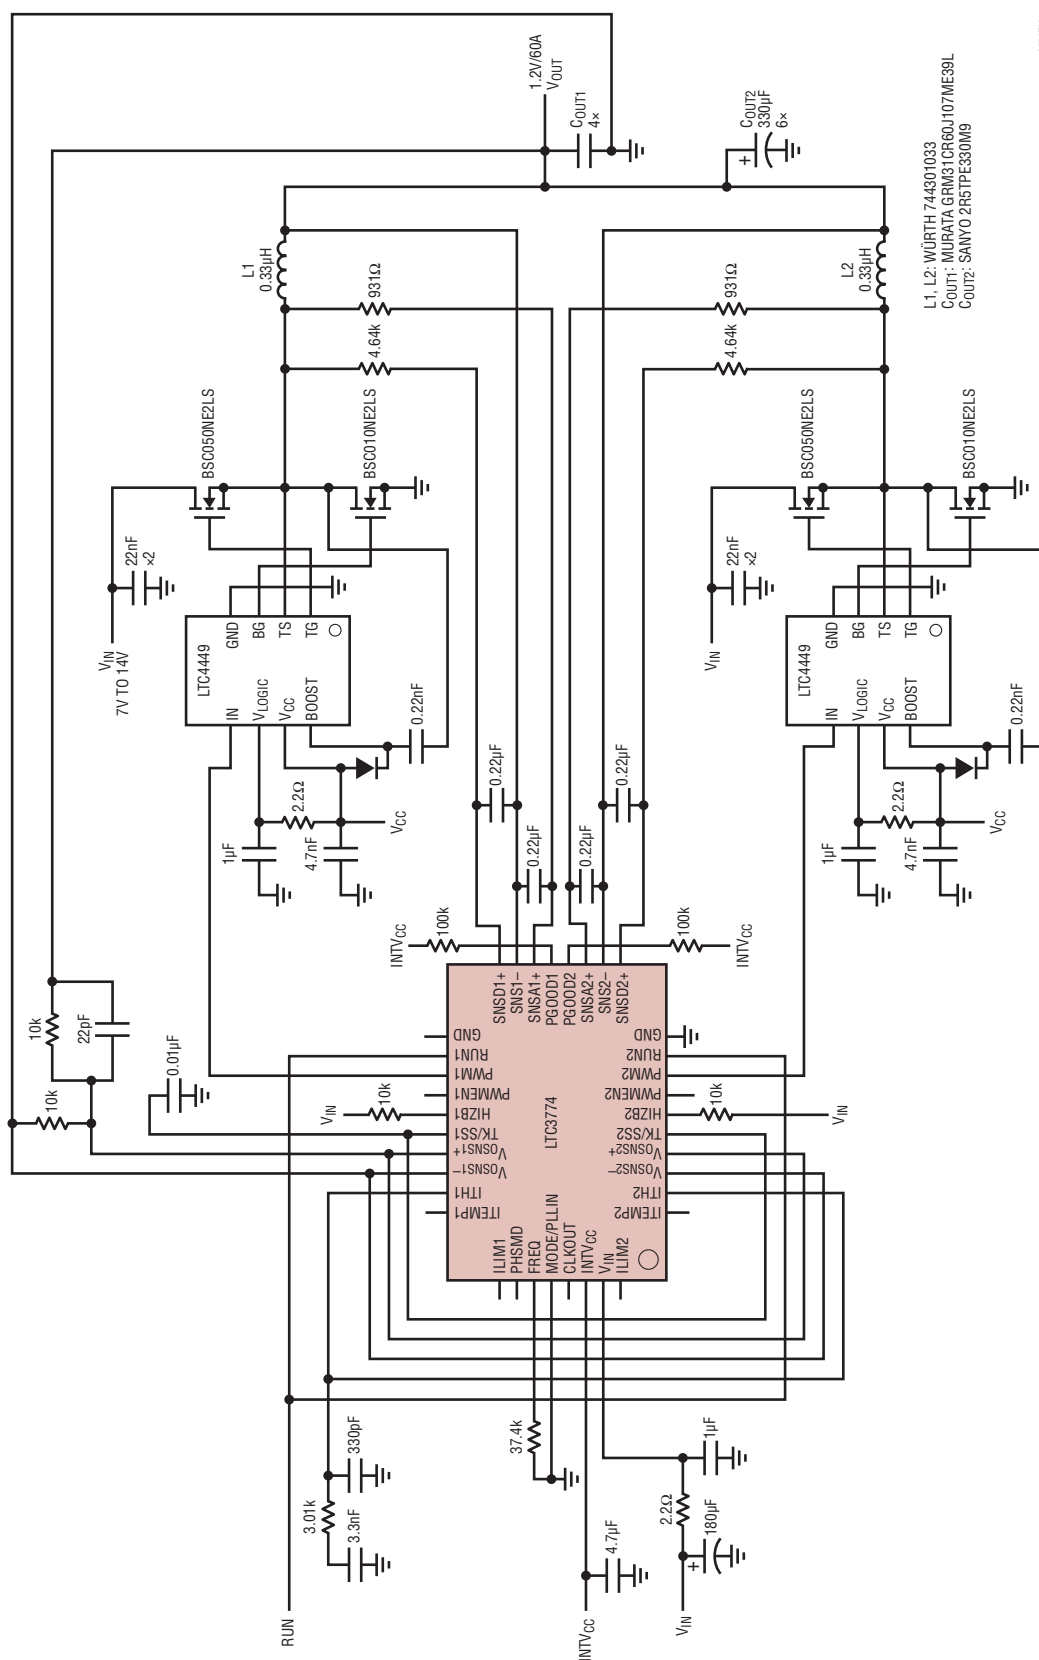 1.2V/60A
VOUT
COUT1
4×
COUT2
330µF
6×
L1
0.33µH
931Ω
4.64k
L2
0.33µH
931Ω
4.64k
L1, L2: WÜRTH 744301033
COUT1: MURATA GRM31CR60J107ME39L
COUT2: SANYO 2R5TPE330M9
BSC050NE2LS
BSC010NE2LS
22nF
×2
VIN
7V TO 14V
GND
BG
TS
TG
LTC4449
IN
VLOGIC
VCC
BOOST
0.22nF
2.2Ω
VCC
1µF
4.7nF
BSC050NE2LS
BSC010NE2LS
22nF
×2
VIN
GND
BG
TS
TG
LTC4449
IN
VLOGIC
VCC
BOOST
0.22nF
2.2Ω
VCC
1µF
4.7nF
0.22µF
0.22µF
0.22µF
0.22µF
INTVCC
100k
100k
INTVCC
10k
22pF
10k
0.01µF
VIN
10k
10k
VIN
SNSD1+
SNS1–
SNSA1+
PGOOD1
PGOOD2
SNSA2+
SNS2–
SNSD2+
GND
RUN1
PWM1
PWMEN1
HIZB1
TK/SS1
VOSNS1+
VOSNS1–
ITH1
ITEMP1
LTC3774
GND
RUN2
PWM2
PWMEN2
HIZB2
TK/SS2
VOSNS2+
VOSNS2–
ITH2
ITEMP2
ILIM1
PHSMD
FREQ
MODE/PLLIN
CLKOUT
INTVCC
VIN
ILIM2
3.01k
330pF
3.3nF
37.4k
1µF
2.2Ω
180µF
4.7µF
RUN
INTVCC
VIN